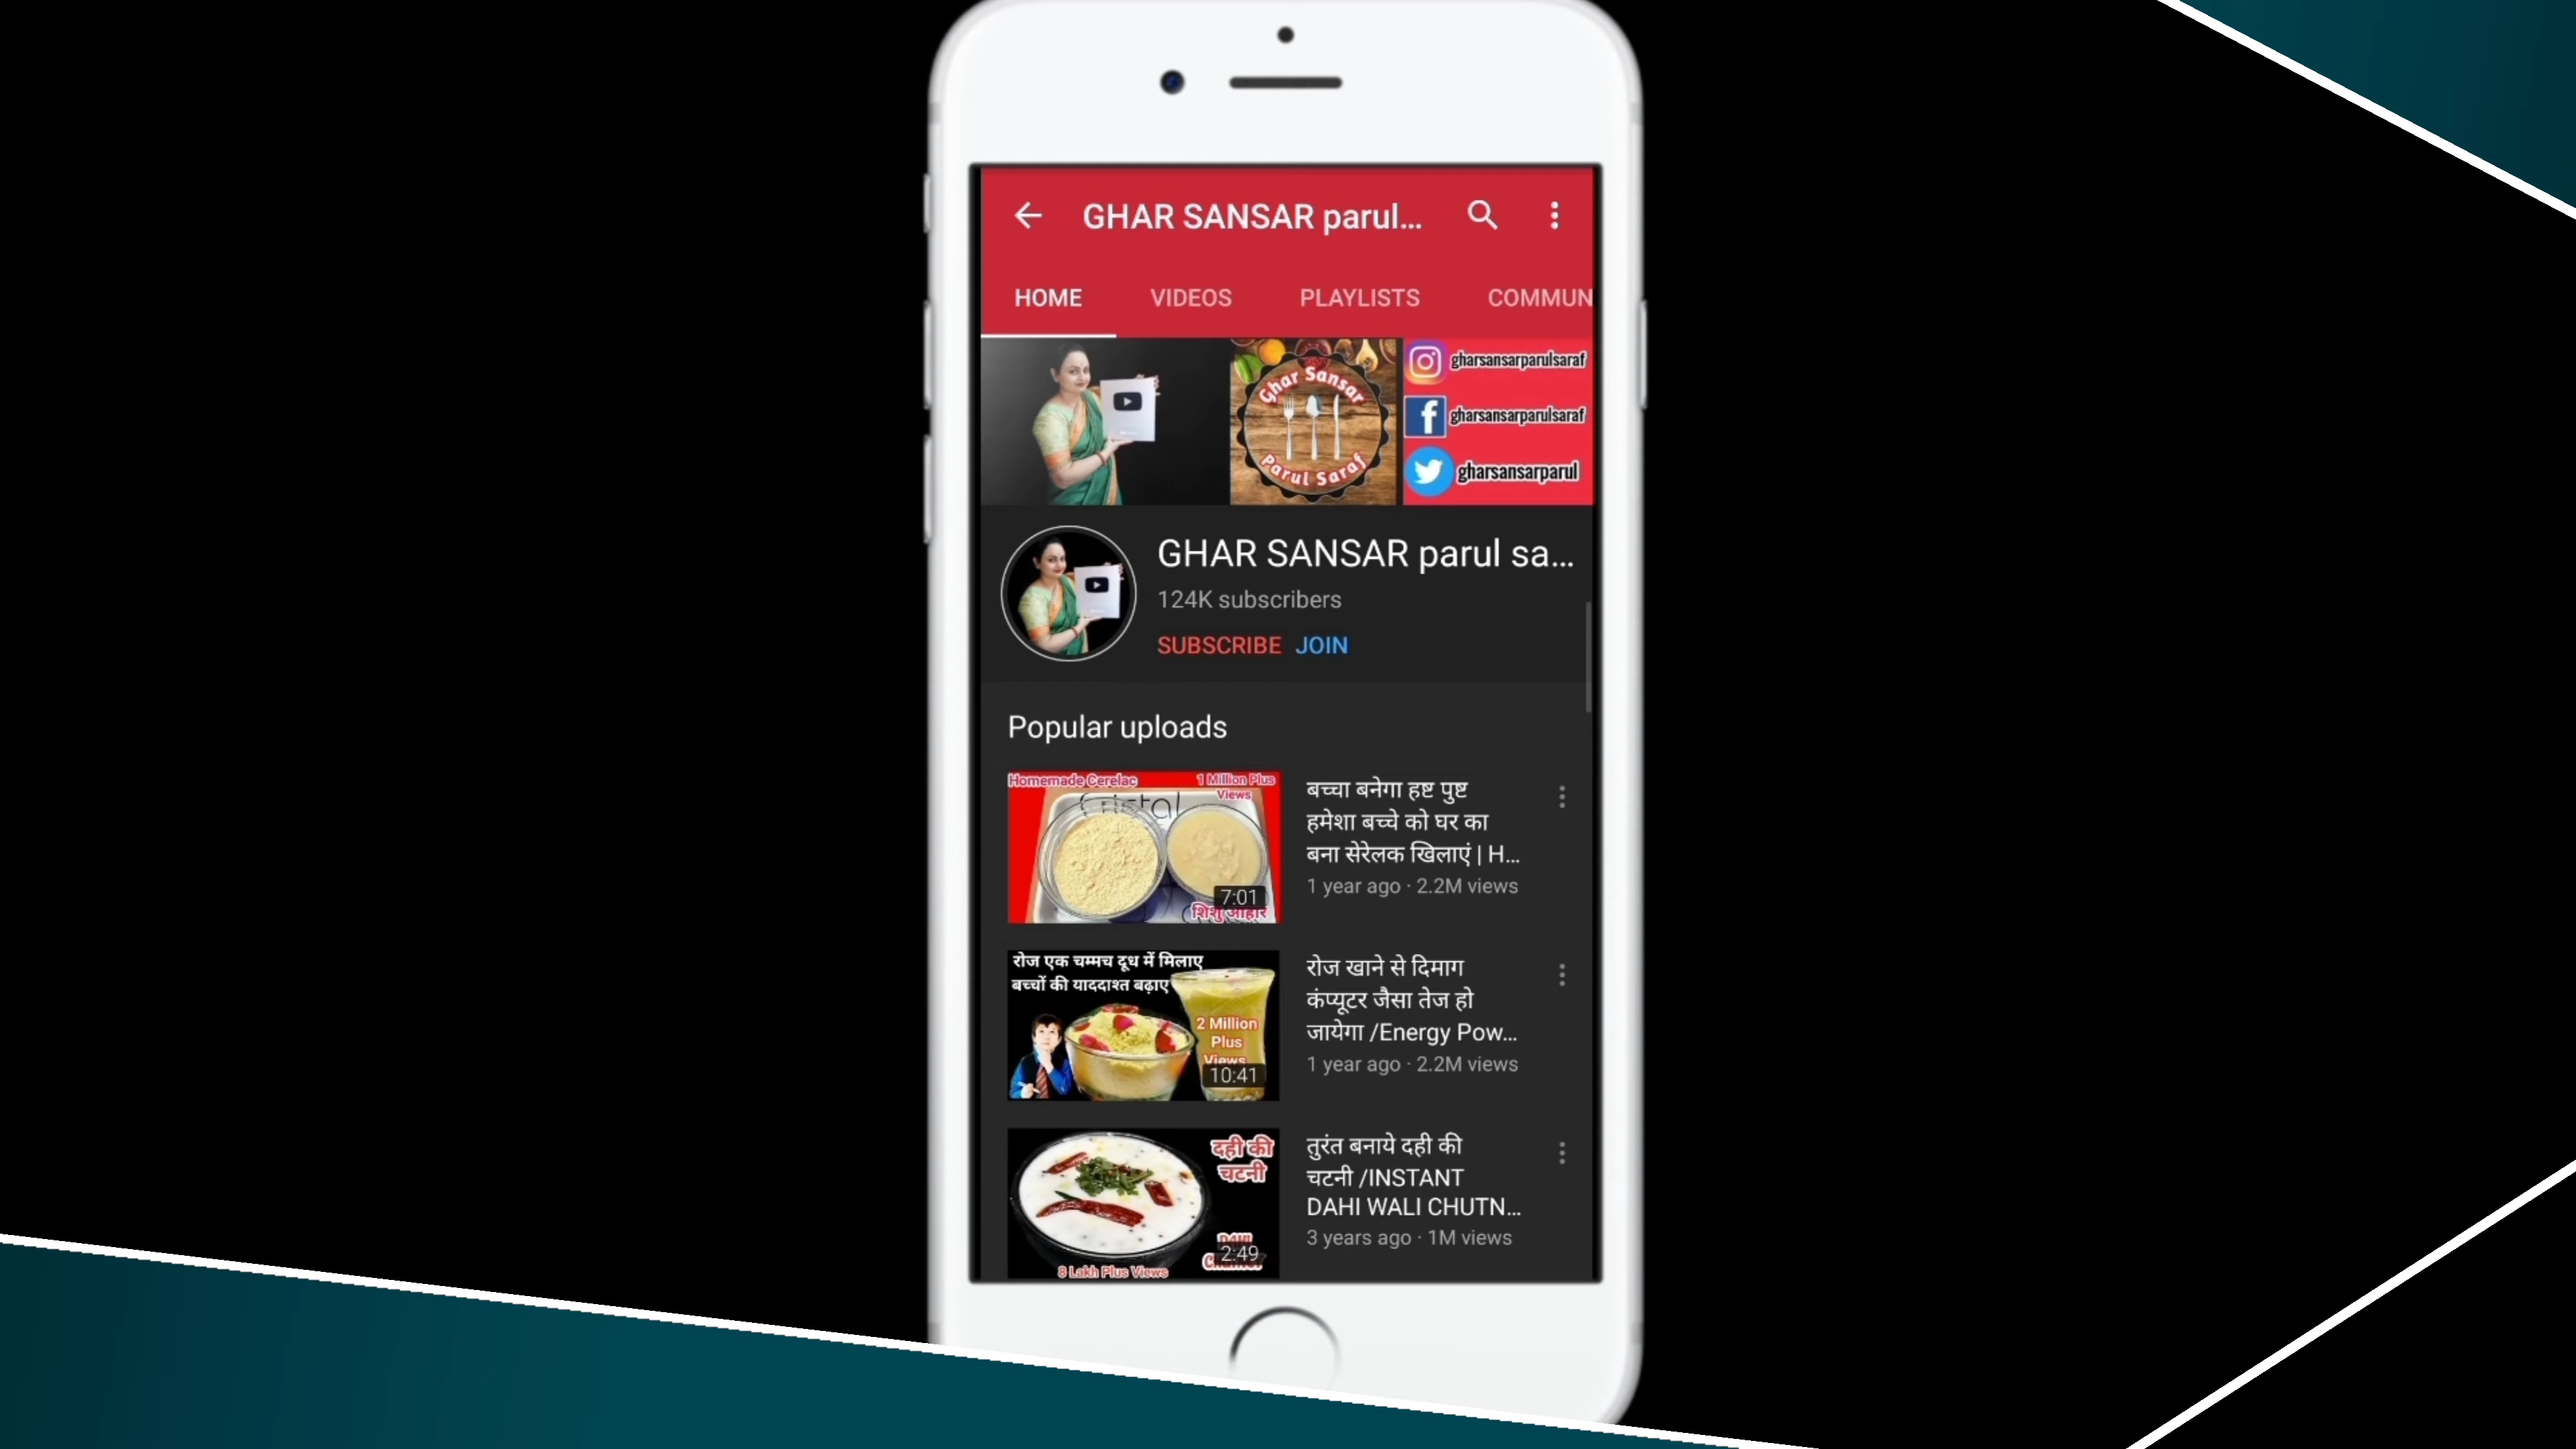 GHAR SANSAR parul...
HOME VIDEOS PLAYLISTS COMMUN
Ghar Sansar
Parul Saraf
gharsansarparulsaraf
gharsansarparulsaraf
gharsansarparul
GHAR SANSAR parul sa...
124K subscribers
SUBSCRIBE JOIN
Popular uploads
Homemade Cerelac
1 Million Plus
Views
Cristal
7:01
शिशु आहार
बच्चा बनेगा हष्ट पुष्ट
हमेशा बच्चे को घर का
बना सेरेलक खिलाएं | H...
1 year ago · 2.2M views
रोज एक चम्मच दूध में मिलाए
बच्चों की याददाश्त बढ़ाए
2 Million
Plus
Views
10:41
रोज खाने से दिमाग
कंप्यूटर जैसा तेज हो
जायेगा /Energy Pow...
1 year ago · 2.2M views
दही की
चटनी
2:49
8 Lakh Plus Views
तुरंत बनाये दही की
चटनी /INSTANT
DAHI WALI CHUTN...
3 years ago · 1M views